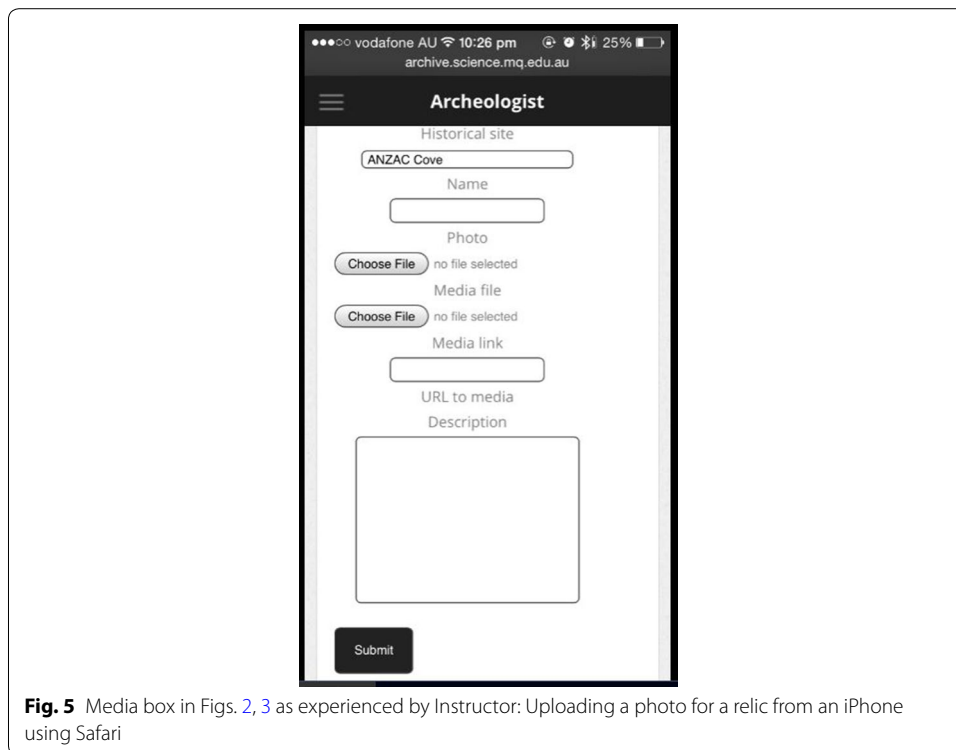 vodafone AU 10:26 pm 25%
archive.science.mq.edu.au
Archeologist
Historical site
ANZAC Cove
Name
Photo
Choose File no file selected
Media file
Choose File no file selected
Media link
URL to media
Description
Submit
Fig. 5 Media box in Figs. 2, 3 as experienced by Instructor: Uploading a photo for a relic from an iPhone
using Safari